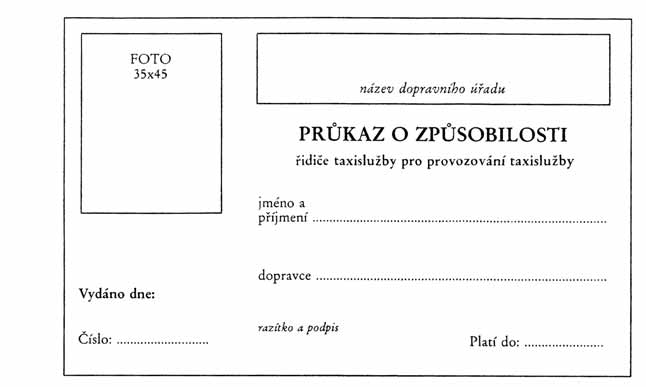 FOTO
35x45
název dopravního úřadu
PRŮKAZ O ZPŮSOBILOSTI
řidiče taxislužby pro provozování taxislužby
jméno a
příjmení ........................................................................................
dopravce .......................................................................................
Vydáno dne:
razítko a podpis
Číslo: ............................
Platí do: ........................